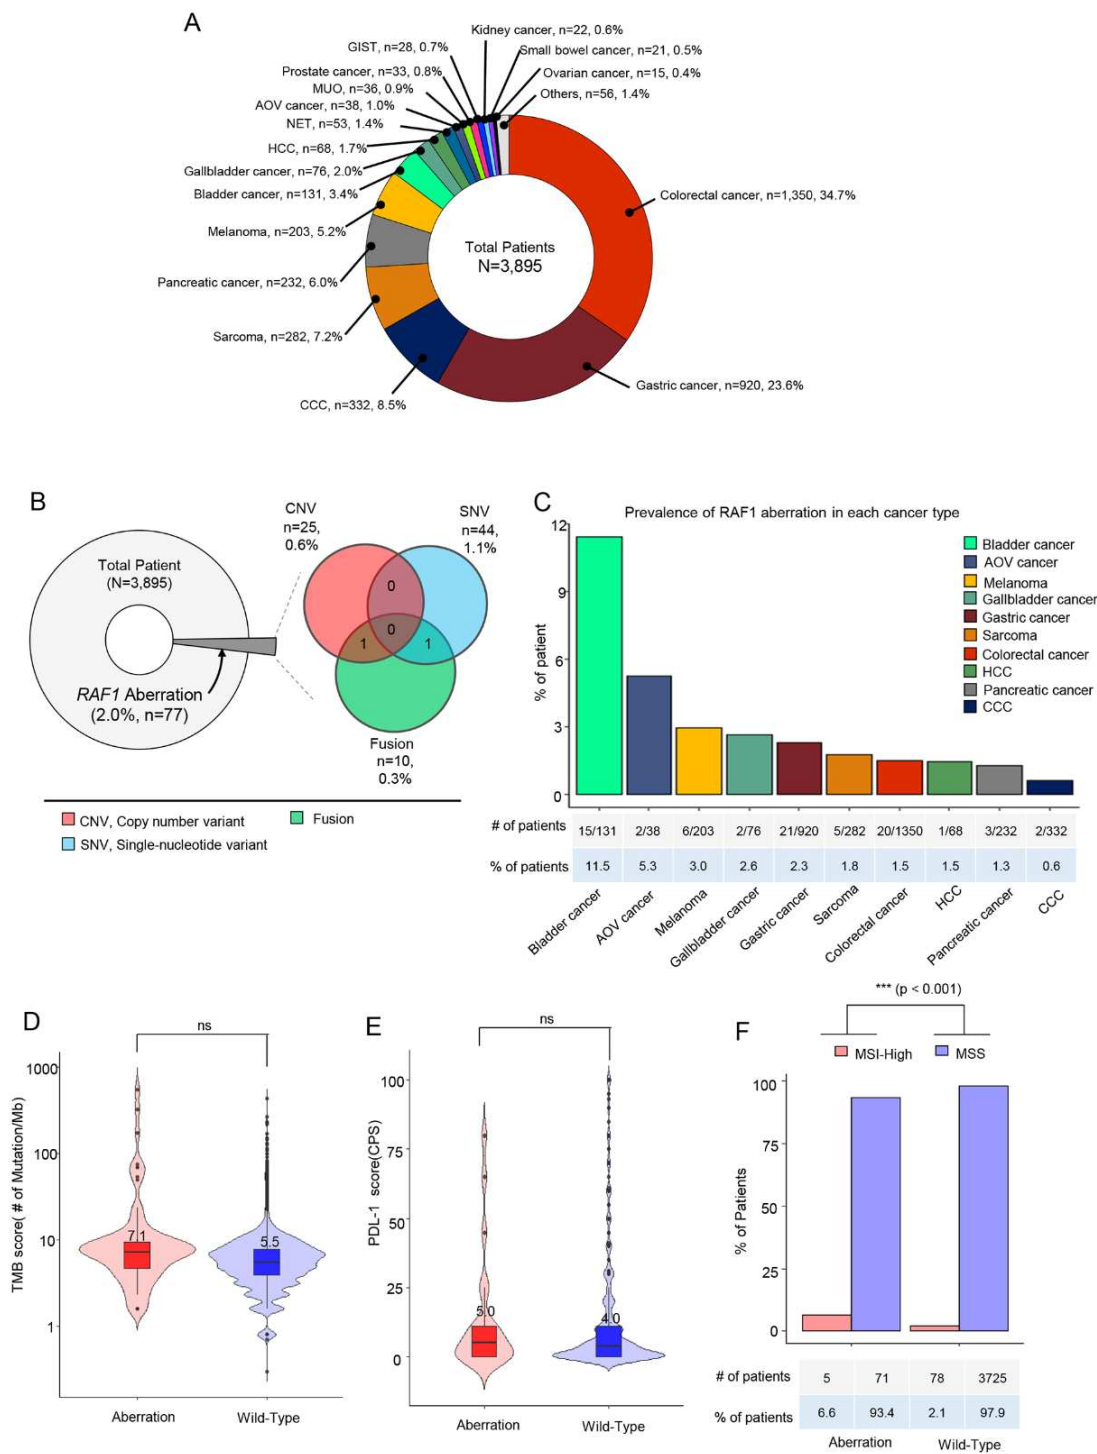 A
Kidney cancer, n=22, 0.6%
GIST, n=28, 0.7%
Small bowel cancer, n=21, 0.5%
Prostate cancer, n=33, 0.8%
Ovarian cancer, n=15, 0.4%
MUO, n=36, 0.9%
Others, n=56, 1.4%
AOV cancer, n=38, 1.0%
NET, n=53, 1.4%
HCC, n=68, 1.7%
Gallbladder cancer, n=76, 2.0%
Bladder cancer, n=131, 3.4%
Colorectal cancer, n=1,350, 34.7%
Melanoma, n=203, 5.2%
Total Patients
N=3,895
Pancreatic cancer, n=232, 6.0%
Sarcoma, n=282, 7.2%
Gastric cancer, n=920, 23.6%
CCC, n=332, 8.5%
B
Total Patient
(N=3,895)
RAF1 Aberration
(2.0%, n=77)
CNV
n=25,
0.6%
SNV
n=44,
1.1%
0
0
1
1
Fusion
n=10,
0.3%
CNV, Copy number variant
Fusion
SNV, Single-nucleotide variant
C
Prevalence of RAF1 aberration in each cancer type
% of patient
12
9
6
3
0
Bladder cancer
AOV cancer
Melanoma
Gallbladder cancer
Gastric cancer
Sarcoma
Colorectal cancer
HCC
Pancreatic cancer
CCC
# of patients 15/131 2/38 6/203 2/76 21/920 5/282 20/1350 1/68 3/232 2/332
% of patients 11.5 5.3 3.0 2.6 2.3 1.8 1.5 1.5 1.3 0.6
Bladder cancer
AOV cancer
Melanoma
Gallbladder cancer
Gastric cancer
Sarcoma
Colorectal cancer
HCC
Pancreatic cancer
CCC
D
ns
TMB score( # of Mutation/Mb)
1000
100
10
1
7.1
5.5
Aberration
Wild-Type
E
ns
PDL-1 score(CPS)
100
75
50
25
0
5.0
4.0
Aberration
Wild-Type
F
*** (p < 0.001)
MSI-High
MSS
% of Patients
100
75
50
25
0
# of patients 5 71 78 3725
% of patients 6.6 93.4 2.1 97.9
Aberration
Wild-Type